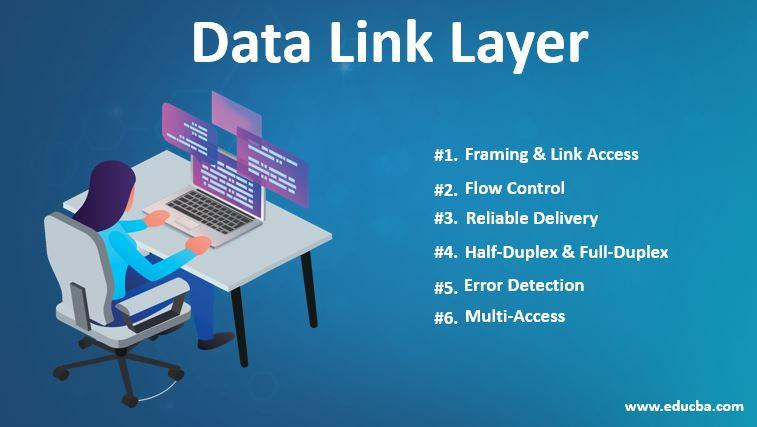 Data Link Layer
#1. Framing & Link Access
#2. Flow Control
#3. Reliable Delivery
#4. Half-Duplex & Full-Duplex
#5. Error Detection
#6. Multi-Access
www.educba.com